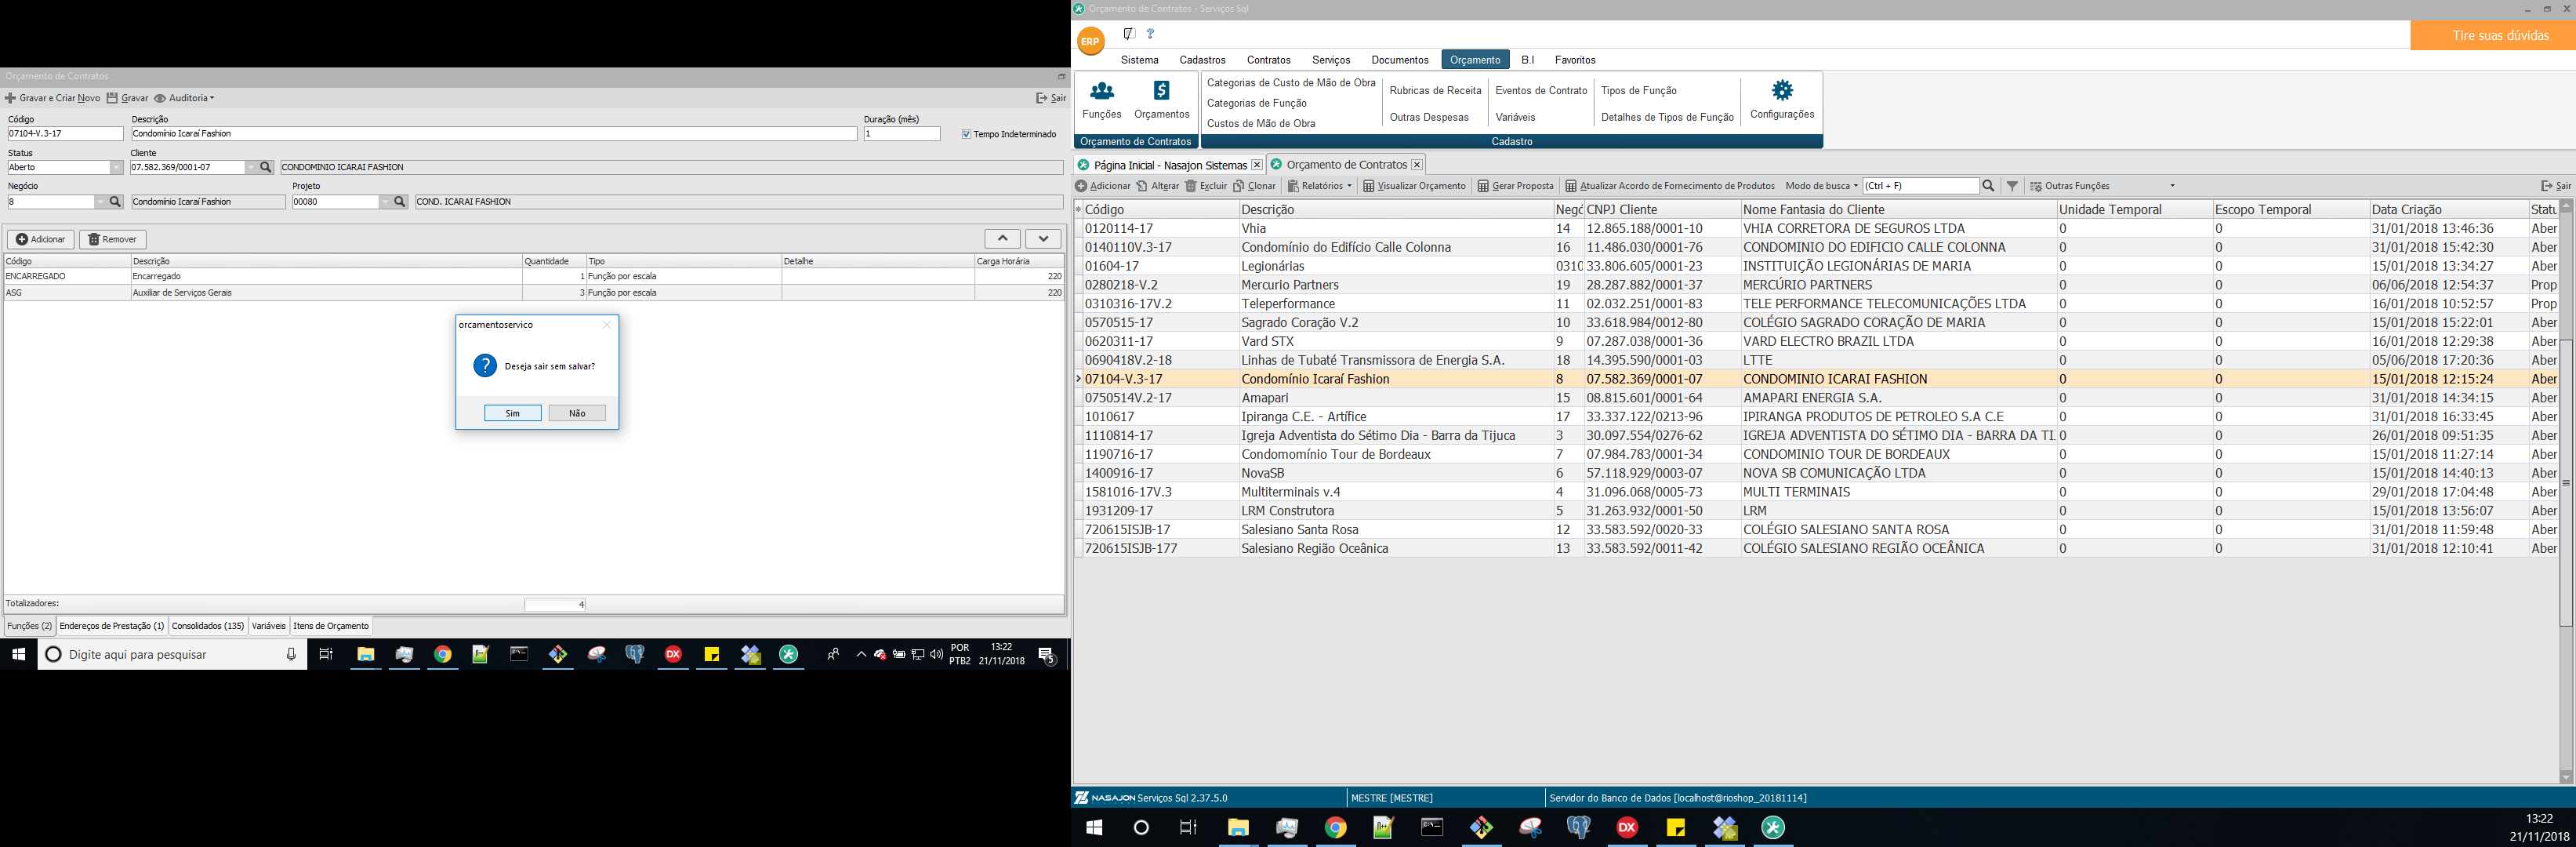 Orçamento de Contratos
Gravar e Criar Novo Gravar Auditoria Sair
Código Descrição Duração (mês)
07104-V.3-17 Condomínio Icaraí Fashion 1 Tempo Indeterminado
Status Cliente
Aberto 07.582.369/0001-07 CONDOMINIO ICARAI FASHION
Negócio Projeto
8 Condomínio Icaraí Fashion 00080 COND. ICARAI FASHION
Adicionar Remover
Código Descrição Quantidade Tipo Detalhe Carga Horária
ENCARREGADO Encarregado 1 Função por escala 220
ASG Auxiliar de Serviços Gerais 3 Função por escala 220
orcamentoservico
Deseja sair sem salvar?
Sim Não
Totalizadores: 4
Funções (2) Endereços de Prestação (1) Consolidados (135) Variáveis Itens de Orçamento
Digite aqui para pesquisar DX POR PTB2 13:22 21/11/2018 5
Orçamento de Contratos - Serviços Sql
ERP Tire suas dúvidas
Sistema Cadastros Contratos Serviços Documentos Orçamento B.I Favoritos
Categorias de Custo de Mão de Obra Rubricas de Receita Eventos de Contrato Tipos de Função
Categorias de Função
Funções Orçamentos Custos de Mão de Obra Outras Despesas Variáveis Detalhes de Tipos de Função Configurações
Orçamento de Contratos Cadastro
Página Inicial - Nasajon Sistemas Orçamento de Contratos
Adicionar Alterar Excluir Clonar Relatórios Visualizar Orçamento Gerar Proposta Atualizar Acordo de Fornecimento de Produtos Modo de busca (Ctrl + F) Outras Funções Sair
Código Descrição Negó CNPJ Cliente Nome Fantasia do Cliente Unidade Temporal Escopo Temporal Data Criação Statu
0120114-17 Vhia 14 12.865.188/0001-10 VHIA CORRETORA DE SEGUROS LTDA 0 0 31/01/2018 13:46:36 Aber
0140110V.3-17 Condomínio do Edifício Calle Colonna 16 11.486.030/0001-76 CONDOMINIO DO EDIFICIO CALLE COLONNA 0 0 31/01/2018 15:42:30 Aber
01604-17 Legionárias 0310 33.806.605/0001-23 INSTITUIÇÃO LEGIONÁRIAS DE MARIA 0 0 15/01/2018 13:34:27 Aber
0280218-V.2 Mercurio Partners 19 28.287.882/0001-37 MERCÚRIO PARTNERS 0 0 06/06/2018 12:54:37 Prop
0310316-17V.2 Teleperformance 11 02.032.251/0001-83 TELE PERFORMANCE TELECOMUNICAÇÕES LTDA 0 0 16/01/2018 10:52:57 Prop
0570515-17 Sagrado Coração V.2 10 33.618.984/0012-80 COLÉGIO SAGRADO CORAÇÃO DE MARIA 0 0 15/01/2018 15:22:01 Aber
0620311-17 Vard STX 9 07.287.038/0001-36 VARD ELECTRO BRAZIL LTDA 0 0 16/01/2018 12:29:38 Aber
0690418V.2-18 Linhas de Tubaté Transmissora de Energia S.A. 18 14.395.590/0001-03 LTTE 0 0 05/06/2018 17:20:36 Aber
07104-V.3-17 Condomínio Icaraí Fashion 8 07.582.369/0001-07 CONDOMINIO ICARAI FASHION 0 0 15/01/2018 12:15:24 Aber
0750514V.2-17 Amapari 15 08.815.601/0001-64 AMAPARI ENERGIA S.A. 0 0 31/01/2018 14:34:15 Aber
1010617 Ipiranga C.E. - Artífice 17 33.337.122/0213-96 IPIRANGA PRODUTOS DE PETROLEO S.A C.E 0 0 31/01/2018 16:33:45 Aber
1110814-17 Igreja Adventista do Sétimo Dia - Barra da Tijuca 3 30.097.554/0276-62 IGREJA ADVENTISTA DO SÉTIMO DIA - BARRA DA TI. 0 0 26/01/2018 09:51:35 Aber
1190716-17 Condomomínio Tour de Bordeaux 7 07.984.783/0001-34 CONDOMINIO TOUR DE BORDEAUX 0 0 15/01/2018 11:27:14 Aber
1400916-17 NovaSB 6 57.118.929/0003-07 NOVA SB COMUNICAÇÃO LTDA 0 0 15/01/2018 14:40:13 Aber
1581016-17V.3 Multiterminais v.4 4 31.096.068/0005-73 MULTI TERMINAIS 0 0 29/01/2018 17:04:48 Aber
1931209-17 LRM Construtora 5 31.263.932/0001-50 LRM 0 0 15/01/2018 13:56:07 Aber
720615ISJB-17 Salesiano Santa Rosa 12 33.583.592/0020-33 COLÉGIO SALESIANO SANTA ROSA 0 0 31/01/2018 11:59:48 Aber
720615ISJB-177 Salesiano Região Oceânica 13 33.583.592/0011-42 COLÉGIO SALESIANO REGIÃO OCEÂNICA 0 0 31/01/2018 12:10:41 Aber
NASAJON Serviços Sql 2.37.5.0 MESTRE [MESTRE] Servidor do Banco de Dados [localhost@rioshop_20181114]
DX 13:22
21/11/2018